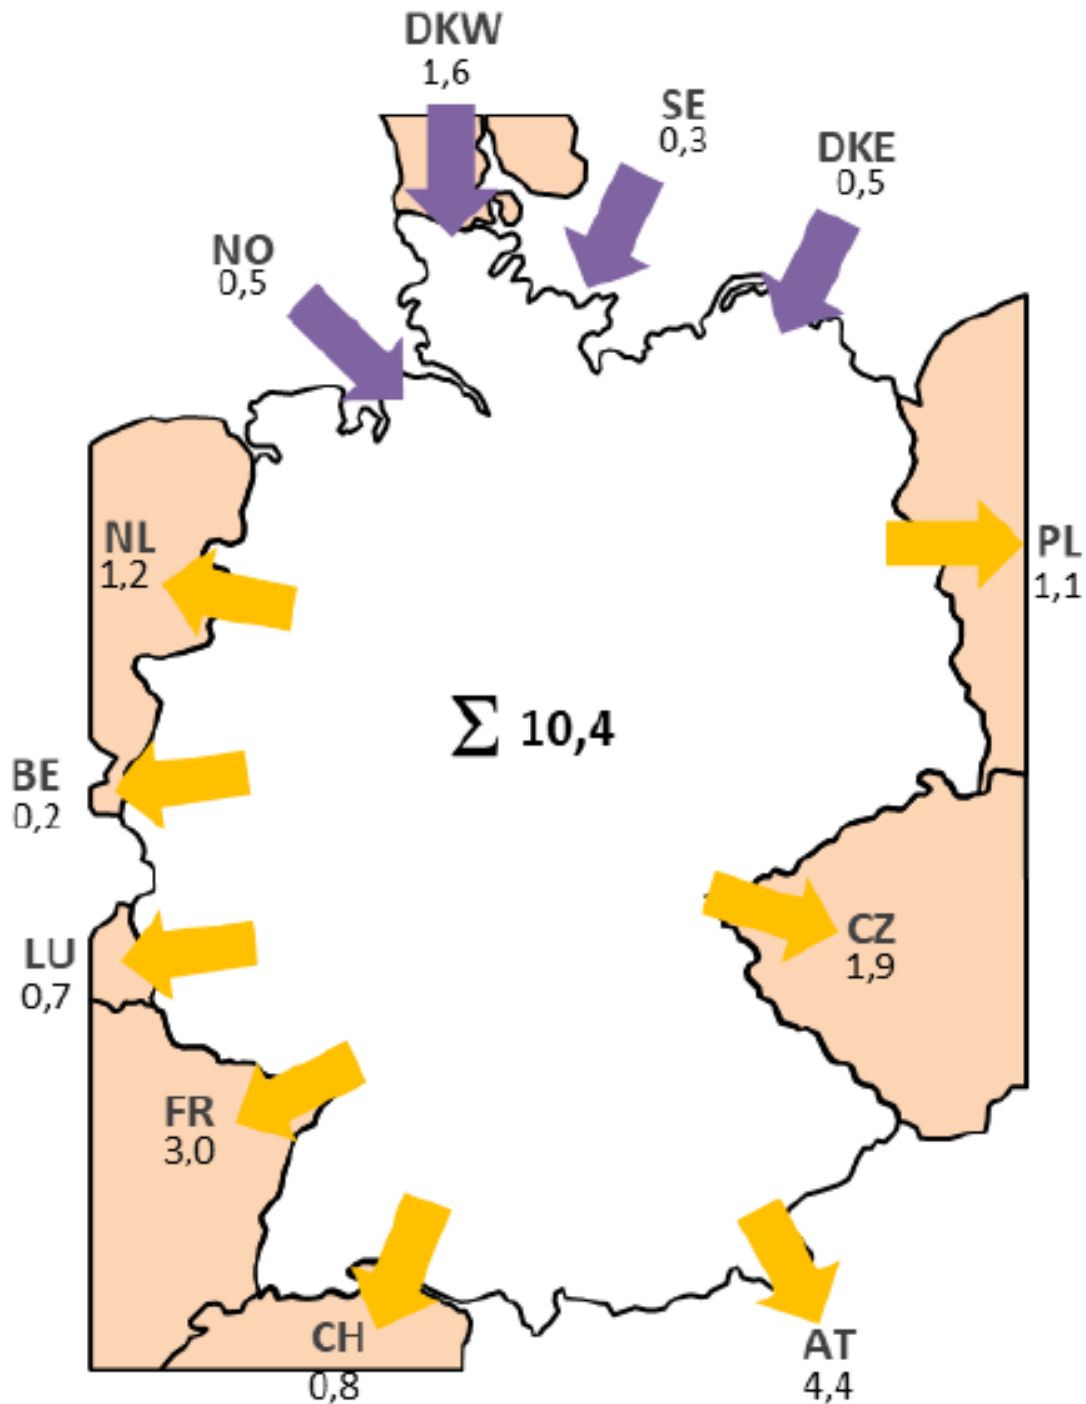 DKW
1,6
SE
0,3
DKE
0,5
NO
0,5
NL
1,2
PL
1,1
Σ 10,4
BE
0,2
CZ
1,9
LU
0,7
FR
3,0
CH
0,8
AT
4,4